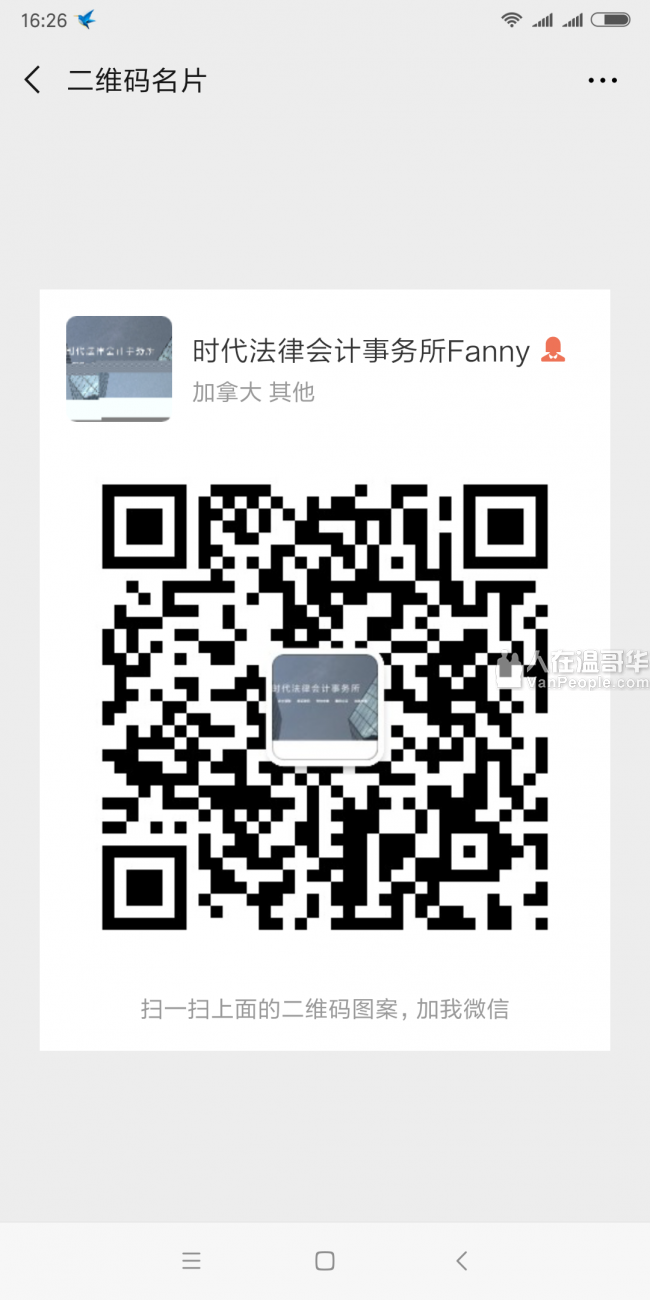 16:26
二维码名片
时代法律会计事务所Fanny
加拿大 其他
时代法律会计事务所
人在温哥华
VanPeople.com
扫一扫上面的二维码图案，加我微信